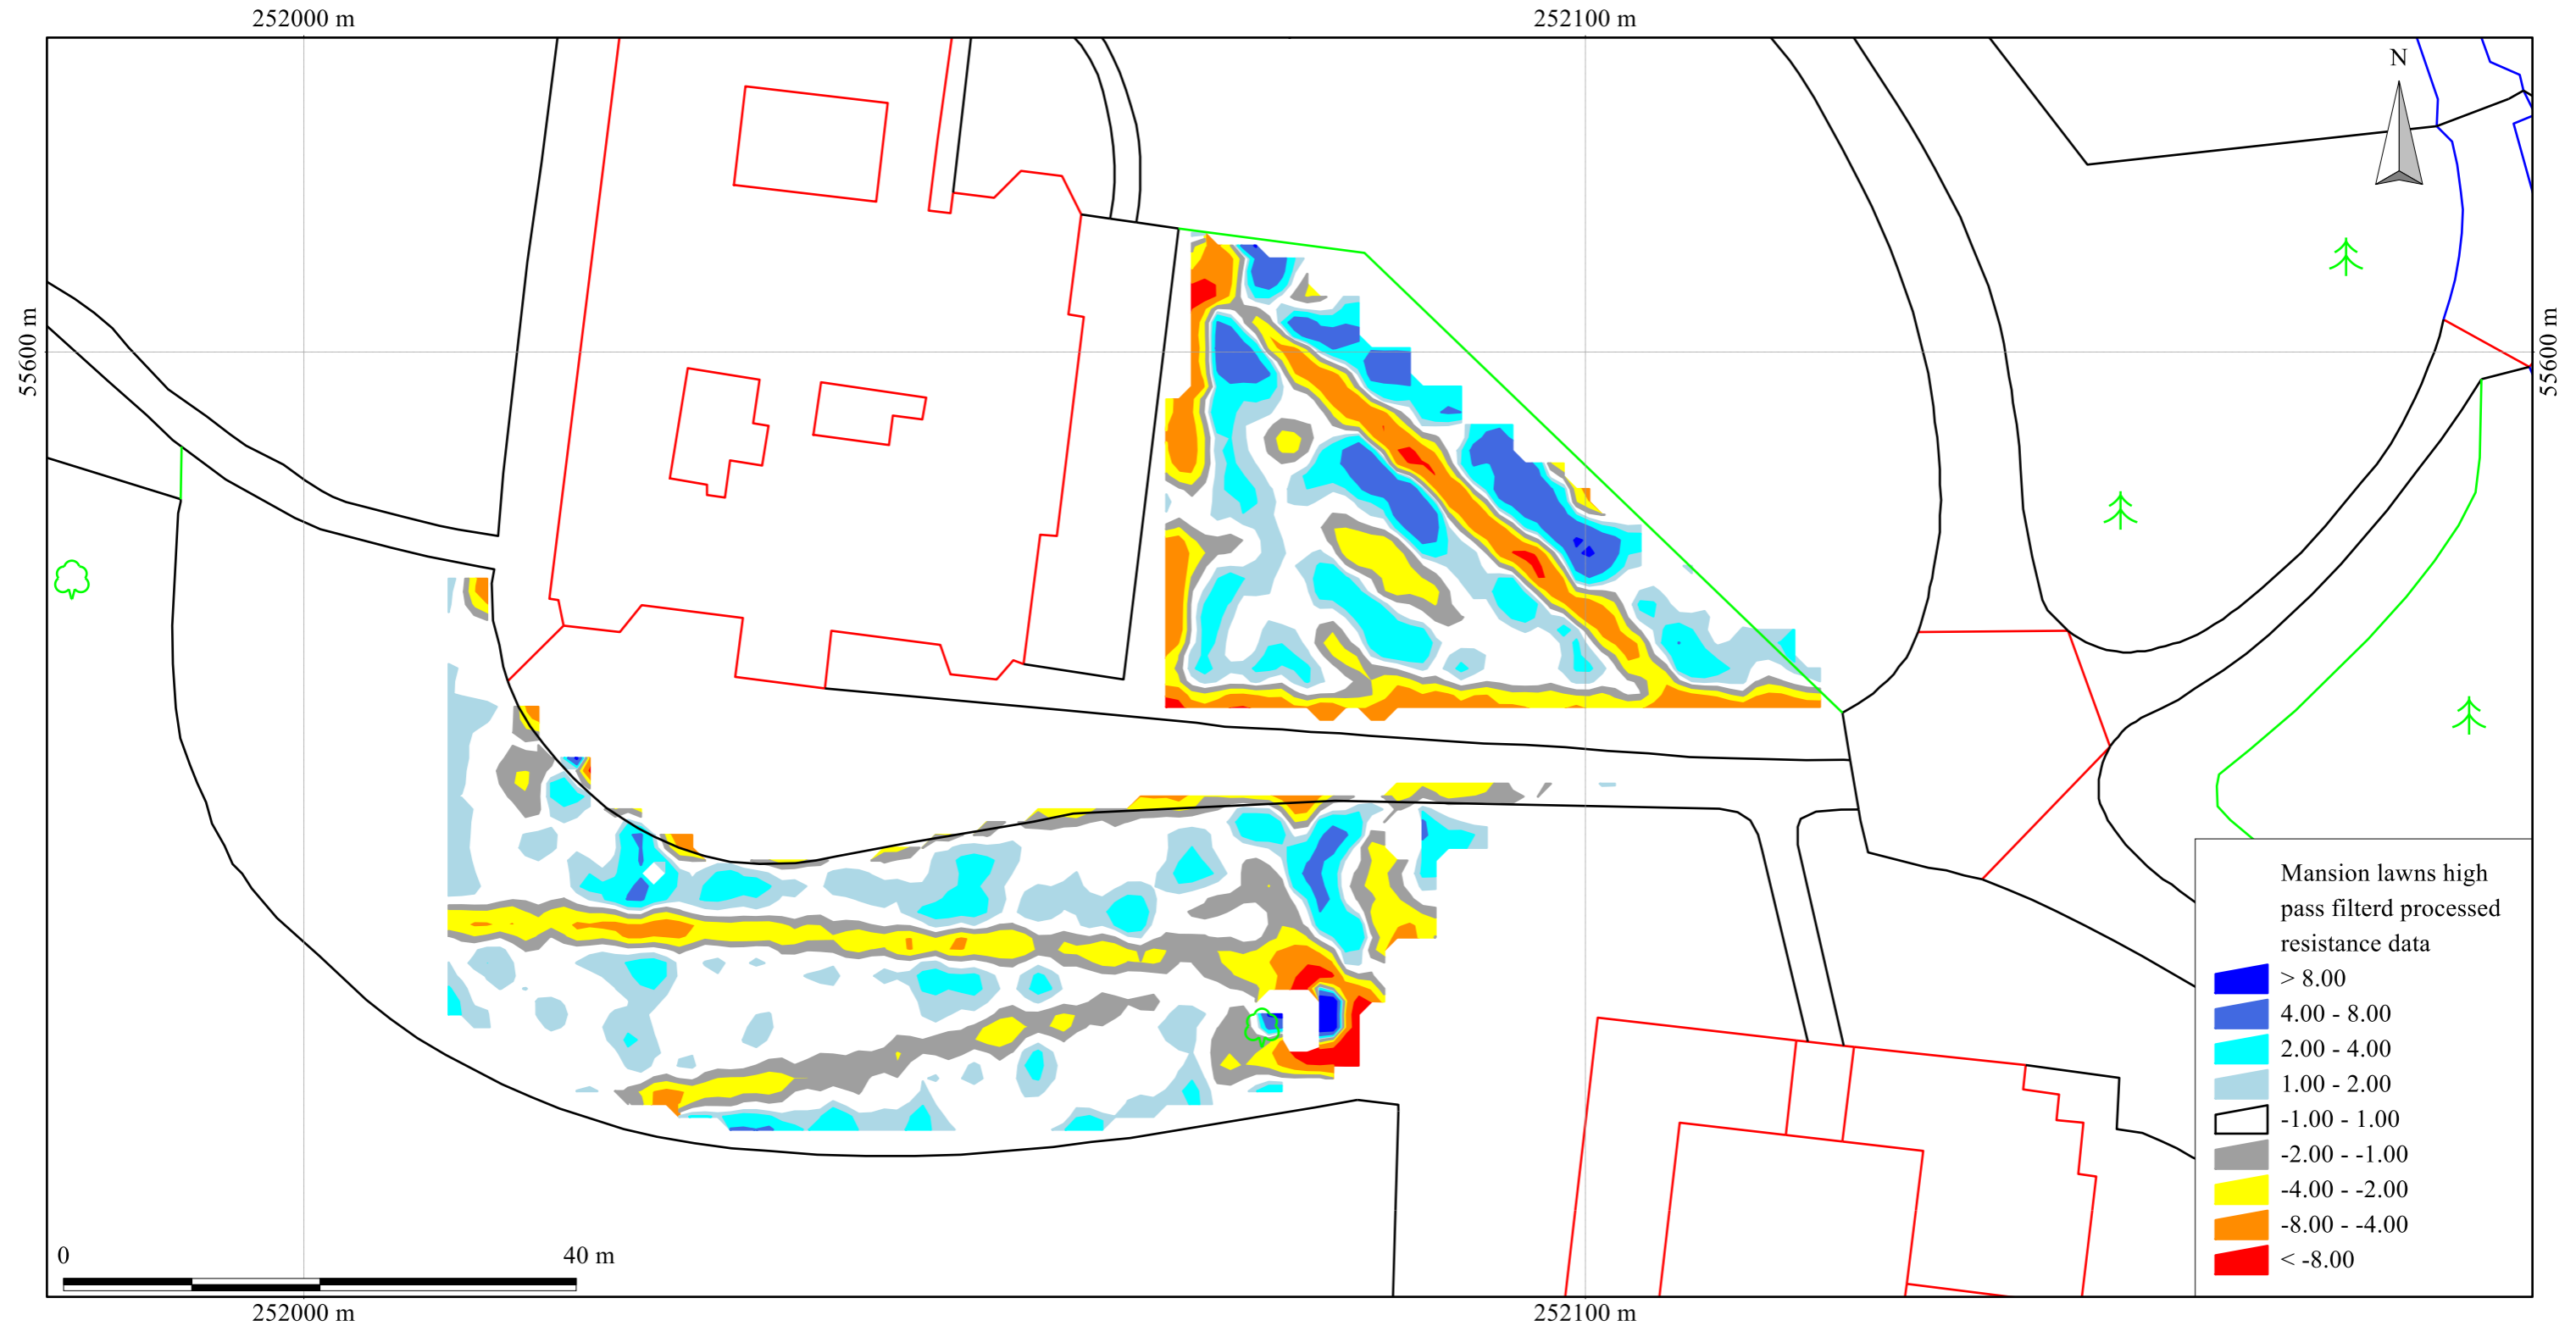 252000 m
252100 m
N
55600 m
55600 m
Mansion lawns high
pass filterd processed
resistance data
> 8.00
4.00 - 8.00
2.00 - 4.00
1.00 - 2.00
-1.00 - 1.00
-2.00 - -1.00
-4.00 - -2.00
-8.00 - -4.00
< -8.00
0
40 m
252000 m
252100 m